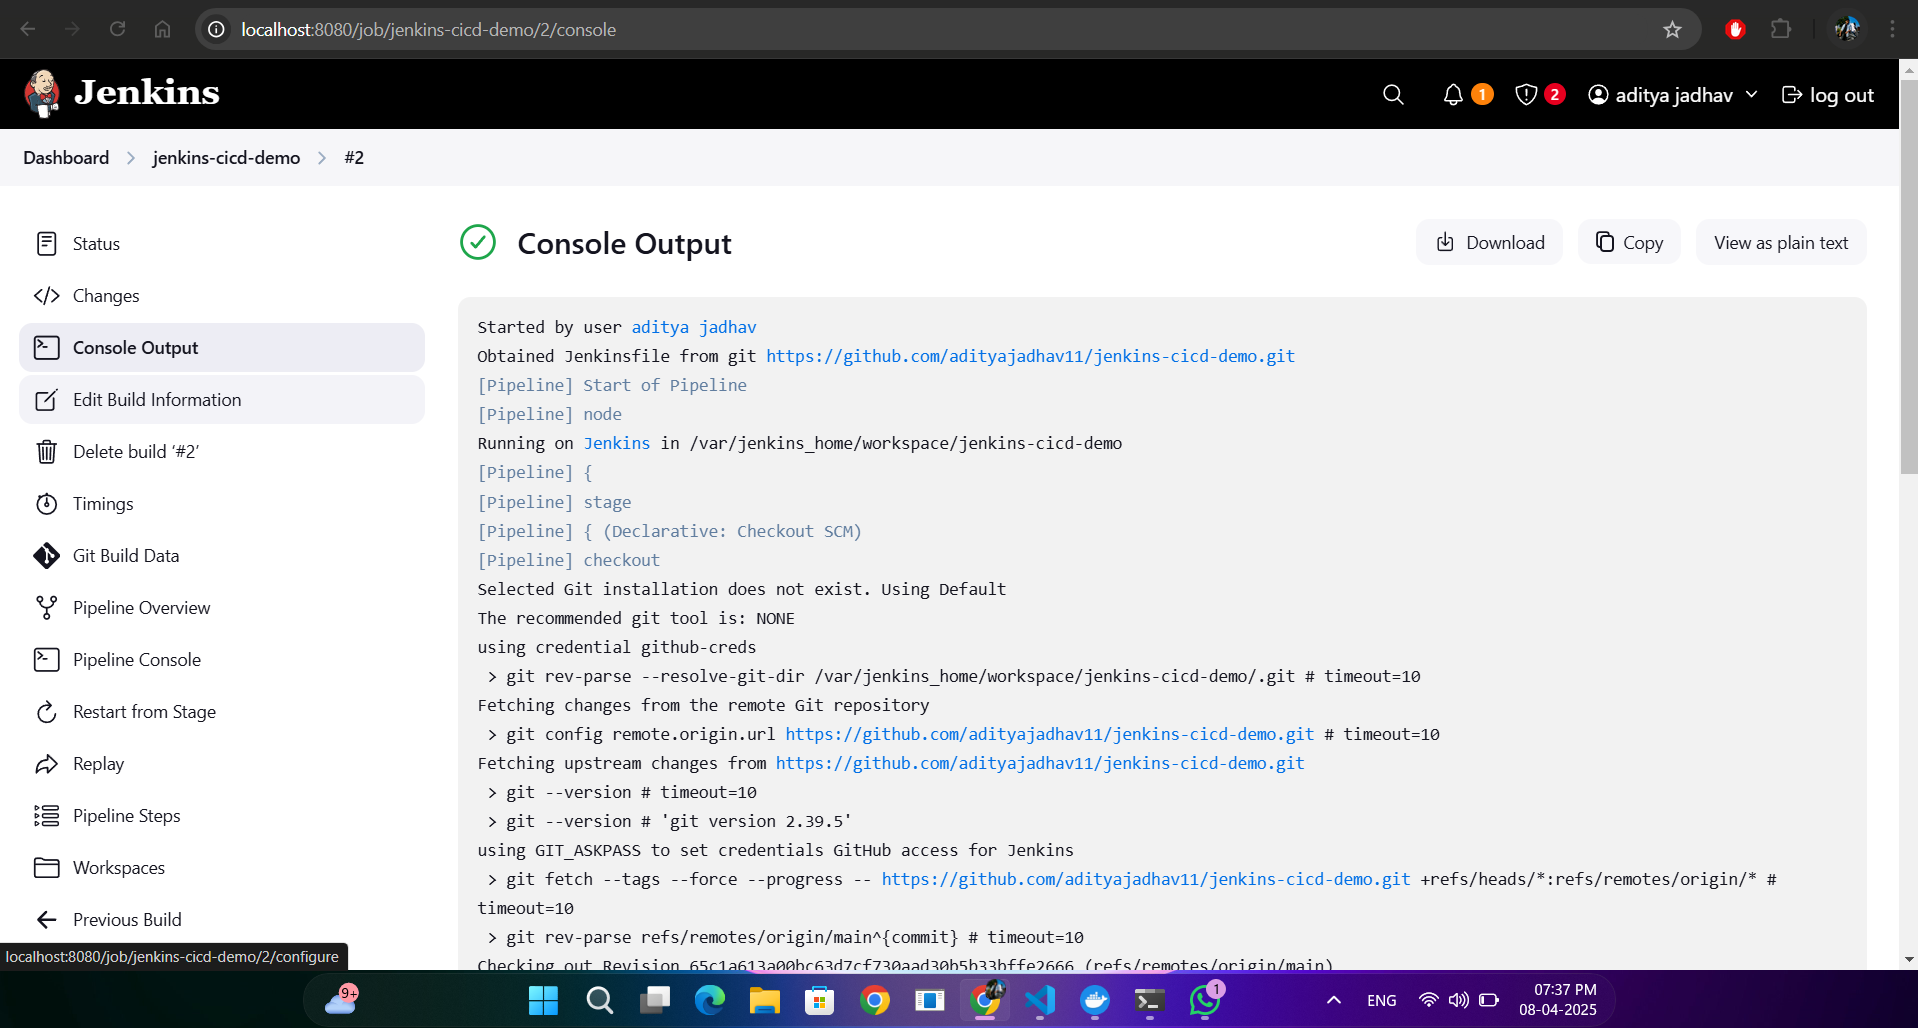 localhost:8080/job/jenkins-cicd-demo/2/console
Jenkins
1
2
aditya jadhav
log out
Dashboard
jenkins-cicd-demo
#2
Status
Changes
Console Output
Edit Build Information
Delete build ‘#2’
Timings
Git Build Data
Pipeline Overview
Pipeline Console
Restart from Stage
Replay
Pipeline Steps
Workspaces
Previous Build
Console Output
Download
Copy
View as plain text
Started by user aditya jadhav
Obtained Jenkinsfile from git https://github.com/adityajadhav11/jenkins-cicd-demo.git
[Pipeline] Start of Pipeline
[Pipeline] node
Running on Jenkins in /var/jenkins_home/workspace/jenkins-cicd-demo
[Pipeline] {
[Pipeline] stage
[Pipeline] { (Declarative: Checkout SCM)
[Pipeline] checkout
Selected Git installation does not exist. Using Default
The recommended git tool is: NONE
using credential github-creds
> git rev-parse --resolve-git-dir /var/jenkins_home/workspace/jenkins-cicd-demo/.git # timeout=10
Fetching changes from the remote Git repository
> git config remote.origin.url https://github.com/adityajadhav11/jenkins-cicd-demo.git # timeout=10
Fetching upstream changes from https://github.com/adityajadhav11/jenkins-cicd-demo.git
> git --version # timeout=10
> git --version # 'git version 2.39.5'
using GIT_ASKPASS to set credentials GitHub access for Jenkins
> git fetch --tags --force --progress -- https://github.com/adityajadhav11/jenkins-cicd-demo.git +refs/heads/*:refs/remotes/origin/* #
timeout=10
> git rev-parse refs/remotes/origin/main^{commit} # timeout=10
Checking out Revision 65c1a613a00bc63d7cf730aad30b5b33bffe2666 (refs/remotes/origin/main)
localhost:8080/job/jenkins-cicd-demo/2/configure
9+
1
ENG
07:37 PM
08-04-2025